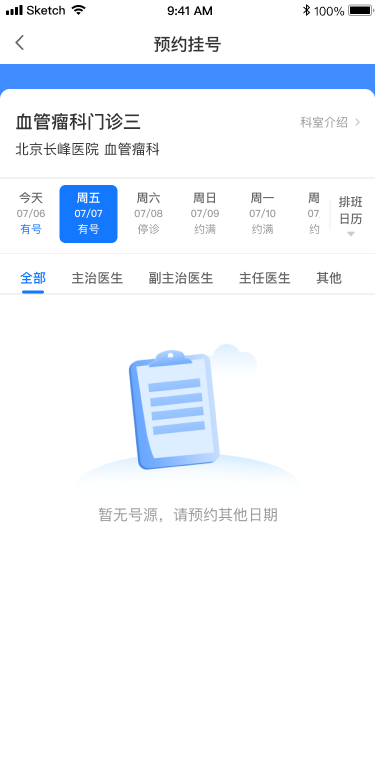 Sketch 9:41 AM 100%
预约挂号
血管瘤科门诊三 科室介绍
北京长峰医院 血管瘤科
今天 周五 周六 周日 周一 周 排班
07/06 07/07 07/08 07/09 07/10 07 日历
有号 有号 停诊 约满 约满 约
全部 主治医生 副主治医生 主任医生 其他
暂无号源，请预约其他日期